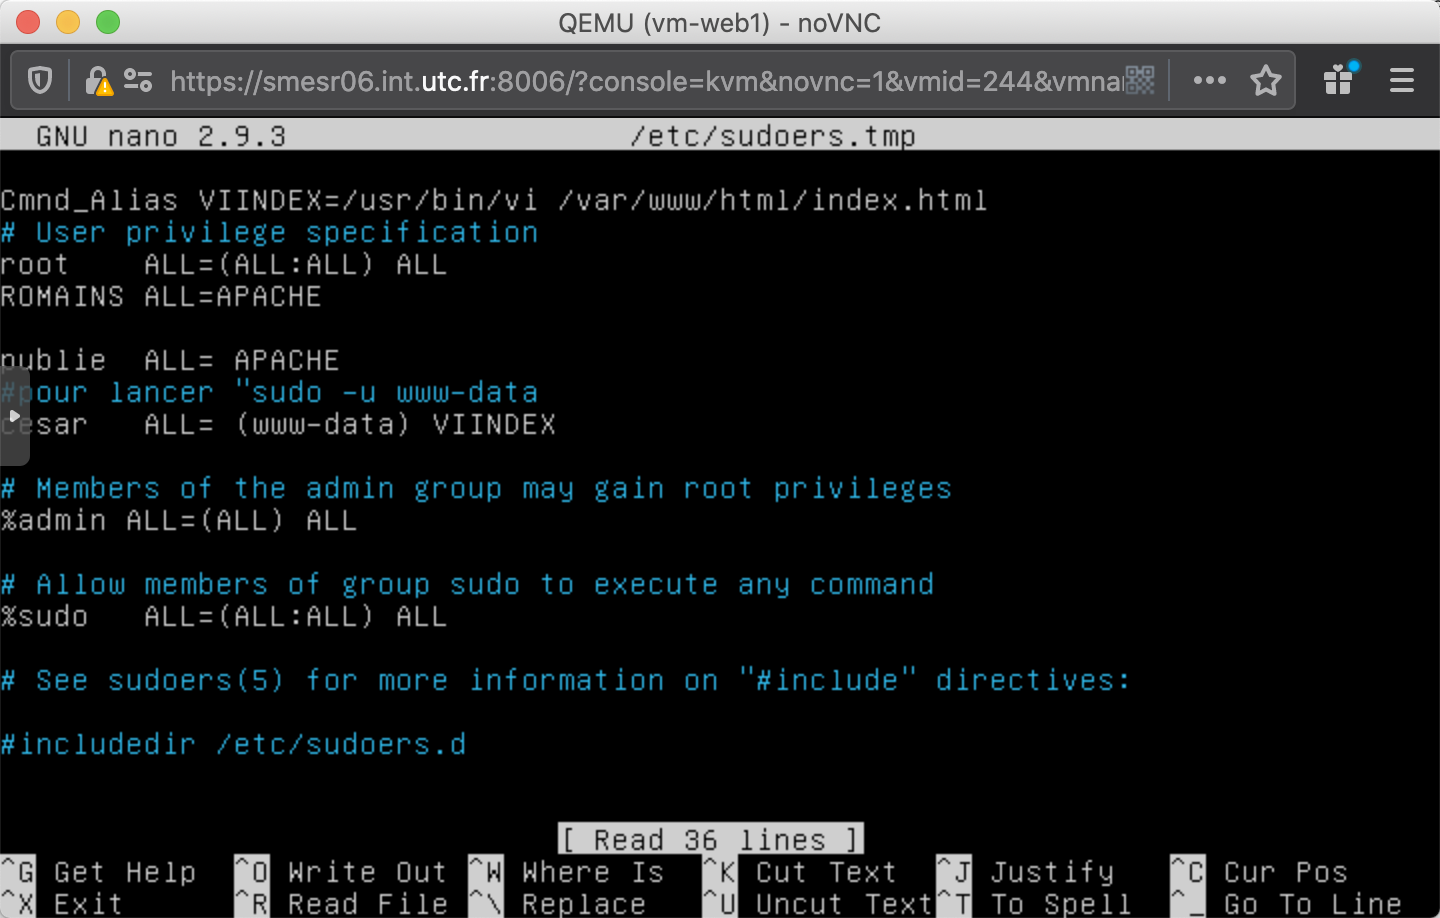 QEMU (vm-web1) - noVNC
https://smesr06.int.utc.fr:8006/?console=kvm&novnc=1&vmid=244&vmna
GNU nano 2.9.3 /etc/sudoers.tmp
Cmnd_Alias VIINDEX=/usr/bin/vi /var/www/html/index.html
# User privilege specification
root ALL=(ALL:ALL) ALL
ROMAINS ALL=APACHE
publie ALL= APACHE
#pour lancer "sudo -u www-data
cesar ALL= (www-data) VIINDEX
# Members of the admin group may gain root privileges
%admin ALL=(ALL) ALL
# Allow members of group sudo to execute any command
%sudo ALL=(ALL:ALL) ALL
# See sudoers(5) for more information on "#include" directives:
#includedir /etc/sudoers.d
[ Read 36 lines ]
^G Get Help ^O Write Out ^W Where Is ^K Cut Text ^J Justify ^C Cur Pos
^X Exit ^R Read File ^\ Replace ^U Uncut Text ^T To Spell ^_ Go To Line